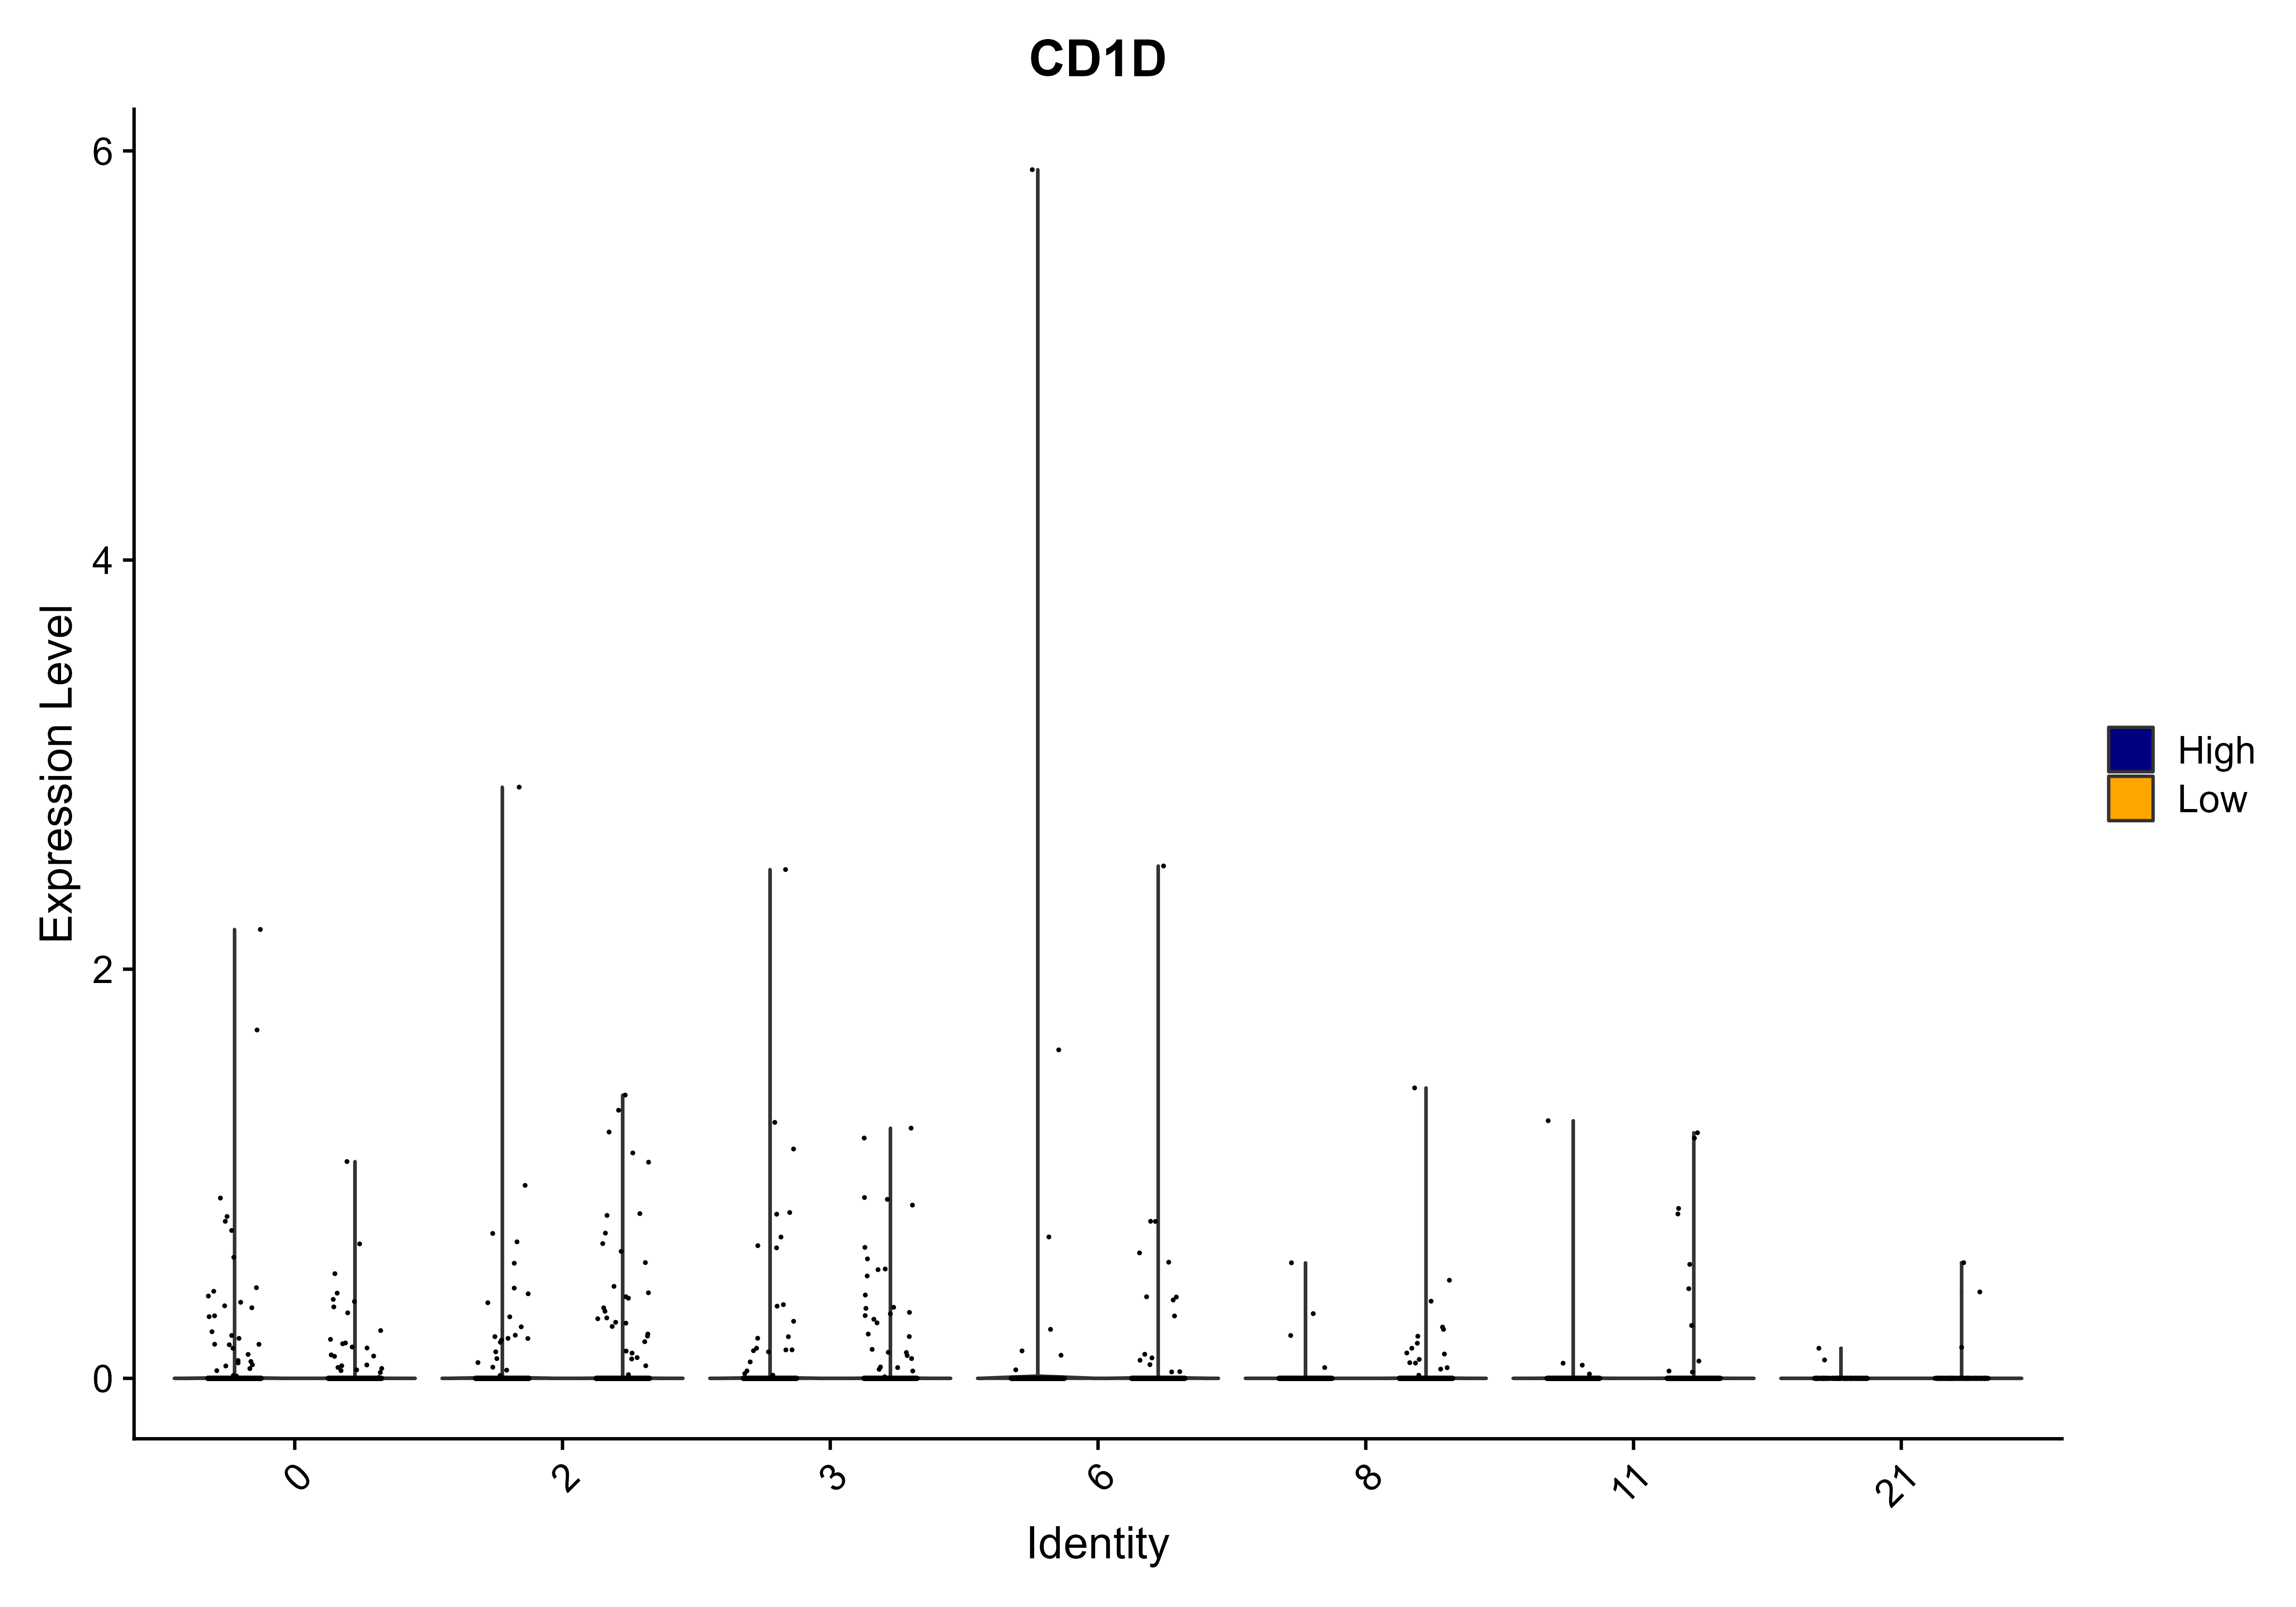 CD1D
6
4
2
0
Expression Level
0 2 3 6 8 11 21
Identity
High
Low